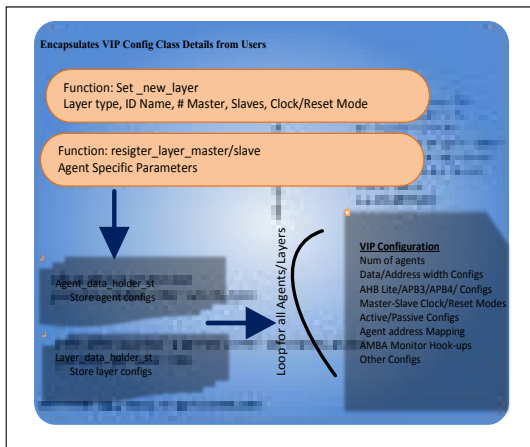 Encapsulates VIP Config Class Details from Users
Function: Set _new_layer
Layer type, ID Name, # Master, Slaves, Clock/Reset Mode
Function: resigter_layer_master/slave
Agent Specific Parameters
Agent_data_holder_st
Store agent configs
Layer_data_holder_st
Store layer configs
Loop for all Agents/Layers
VIP Configuration
Num of agents
Data/Address width Configs
AHB Lite/APB3/APB4/ Configs
Master-Slave Clock/Reset Modes
Active/Passive Configs
Agent address Mapping
AMBA Monitor Hook-ups
Other Configs